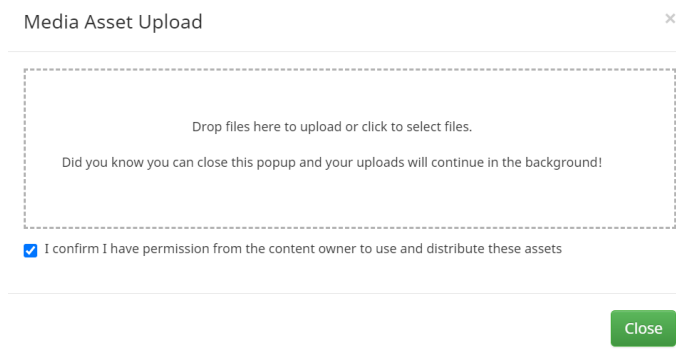 Media Asset Upload
×
Drop files here to upload or click to select files.
Did you know you can close this popup and your uploads will continue in the background!
I confirm I have permission from the content owner to use and distribute these assets
Close